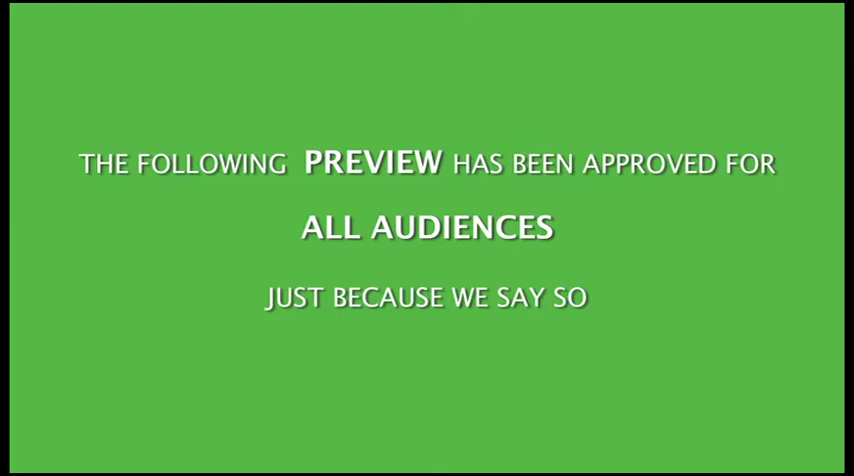 THE FOLLOWING PREVIEW HAS BEEN APPROVED FOR
ALL AUDIENCES
JUST BECAUSE WE SAY SO